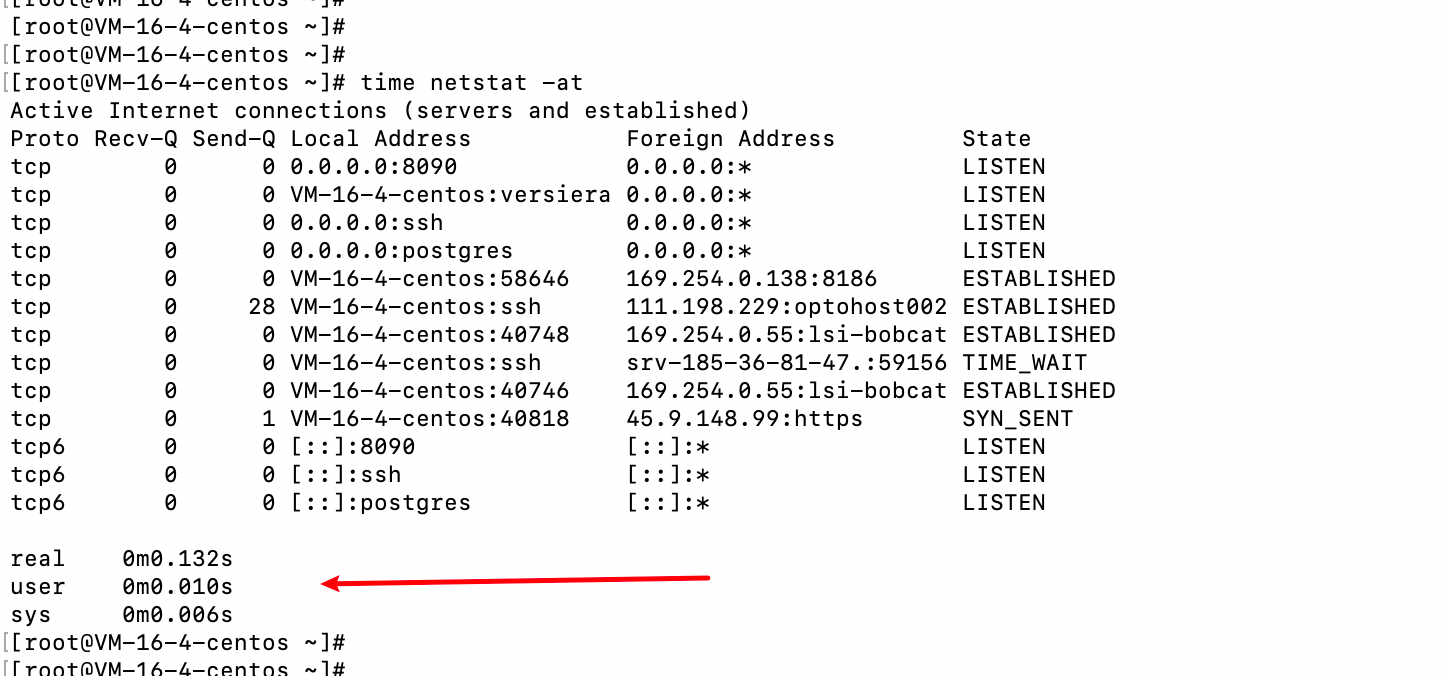 [[root@VM-16-4-centos ~]#
[root@VM-16-4-centos ~]#
[[root@VM-16-4-centos ~]#
[[root@VM-16-4-centos ~]# time netstat -at
Active Internet connections (servers and established)
Proto Recv-Q Send-Q Local Address           Foreign Address         State
tcp        0      0 0.0.0.0:8090            0.0.0.0:*               LISTEN
tcp        0      0 VM-16-4-centos:versiera 0.0.0.0:*               LISTEN
tcp        0      0 0.0.0.0:ssh             0.0.0.0:*               LISTEN
tcp        0      0 0.0.0.0:postgres        0.0.0.0:*               LISTEN
tcp        0      0 VM-16-4-centos:58646    169.254.0.138:8186      ESTABLISHED
tcp        0     28 VM-16-4-centos:ssh      111.198.229:optohost002 ESTABLISHED
tcp        0      0 VM-16-4-centos:40748    169.254.0.55:lsi-bobcat ESTABLISHED
tcp        0      0 VM-16-4-centos:ssh      srv-185-36-81-47.:59156 TIME_WAIT
tcp        0      0 VM-16-4-centos:40746    169.254.0.55:lsi-bobcat ESTABLISHED
tcp        0      1 VM-16-4-centos:40818    45.9.148.99:https       SYN_SENT
tcp6       0      0 [::]:8090               [::]:*                  LISTEN
tcp6       0      0 [::]:ssh                [::]:*                  LISTEN
tcp6       0      0 [::]:postgres           [::]:*                  LISTEN
real    0m0.132s
user    0m0.010s
sys     0m0.006s
[[root@VM-16-4-centos ~]#
[[root@VM-16-4-centos ~]#